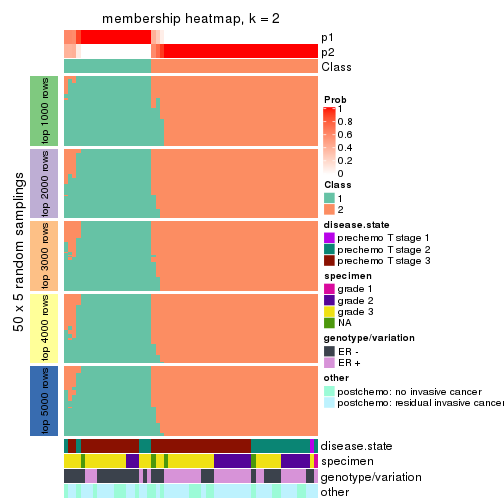 membership heatmap, k = 2
p1
p2
Class
50 x 5 random samplings
top 1000 rows
top 2000 rows
top 3000 rows
top 4000 rows
top 5000 rows
Prob
1
0.8
0.6
0.4
0.2
0
Class
1
2
disease.state
prechemo T stage 1
prechemo T stage 2
prechemo T stage 3
specimen
grade 1
grade 2
grade 3
NA
genotype/variation
ER -
ER +
other
postchemo: no invasive cancer
postchemo: residual invasive cancer
disease.state
specimen
genotype/variation
other